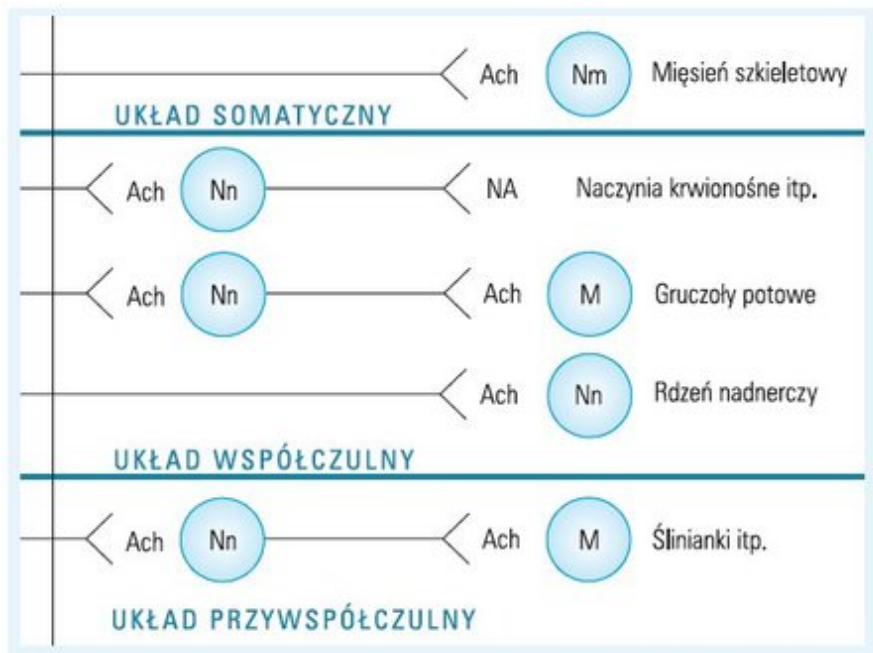 Ach Nm Mięsień szkieletowy
UKŁAD SOMATYCZNY
Ach Nn NA Naczynia krwionośne itp.
Ach Nn Ach M Gruczoły potowe
Ach Nn Rdzeń nadnerczy
UKŁAD WSPÓŁCZULNY
Ach Nn Ach M Ślinianki itp.
UKŁAD PRZYWSPÓŁCZULNY